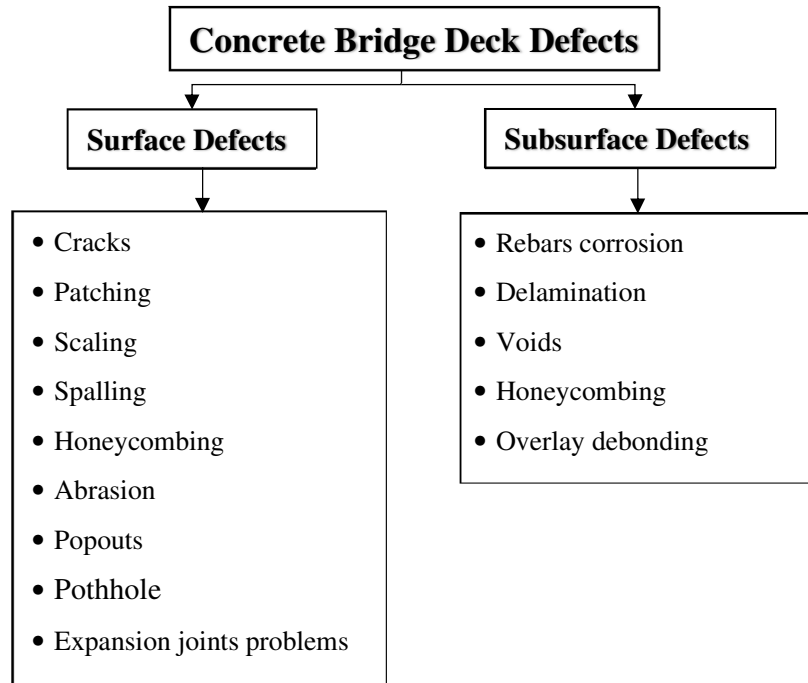 Concrete Bridge Deck Defects
Surface Defects
• Cracks
• Patching
• Scaling
• Spalling
• Honeycombing
• Abrasion
• Popouts
• Pothhole
• Expansion joints problems
Subsurface Defects
• Rebars corrosion
• Delamination
• Voids
• Honeycombing
• Overlay debonding